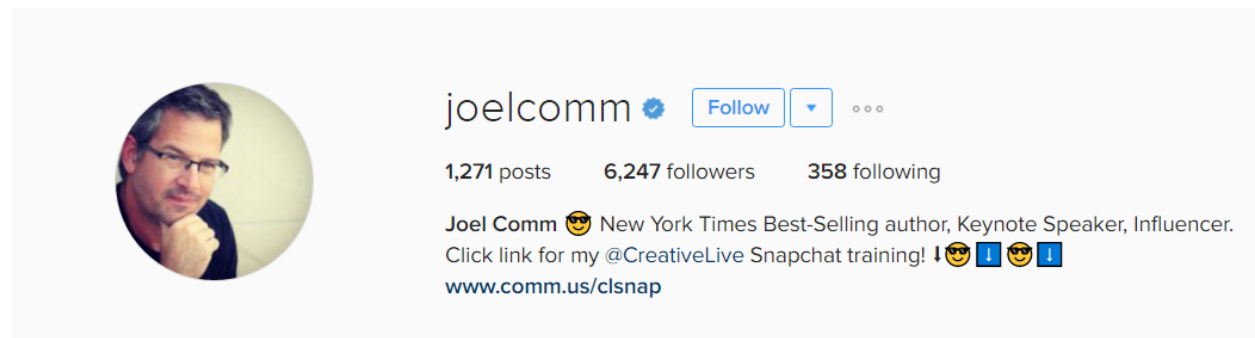 joelcomm Follow
1,271 posts 6,247 followers 358 following
Joel Comm 😎 New York Times Best-Selling author, Keynote Speaker, Influencer.
Click link for my @CreativeLive Snapchat training! ⬇😎⬇️😎⬇️
www.comm.us/clsnap